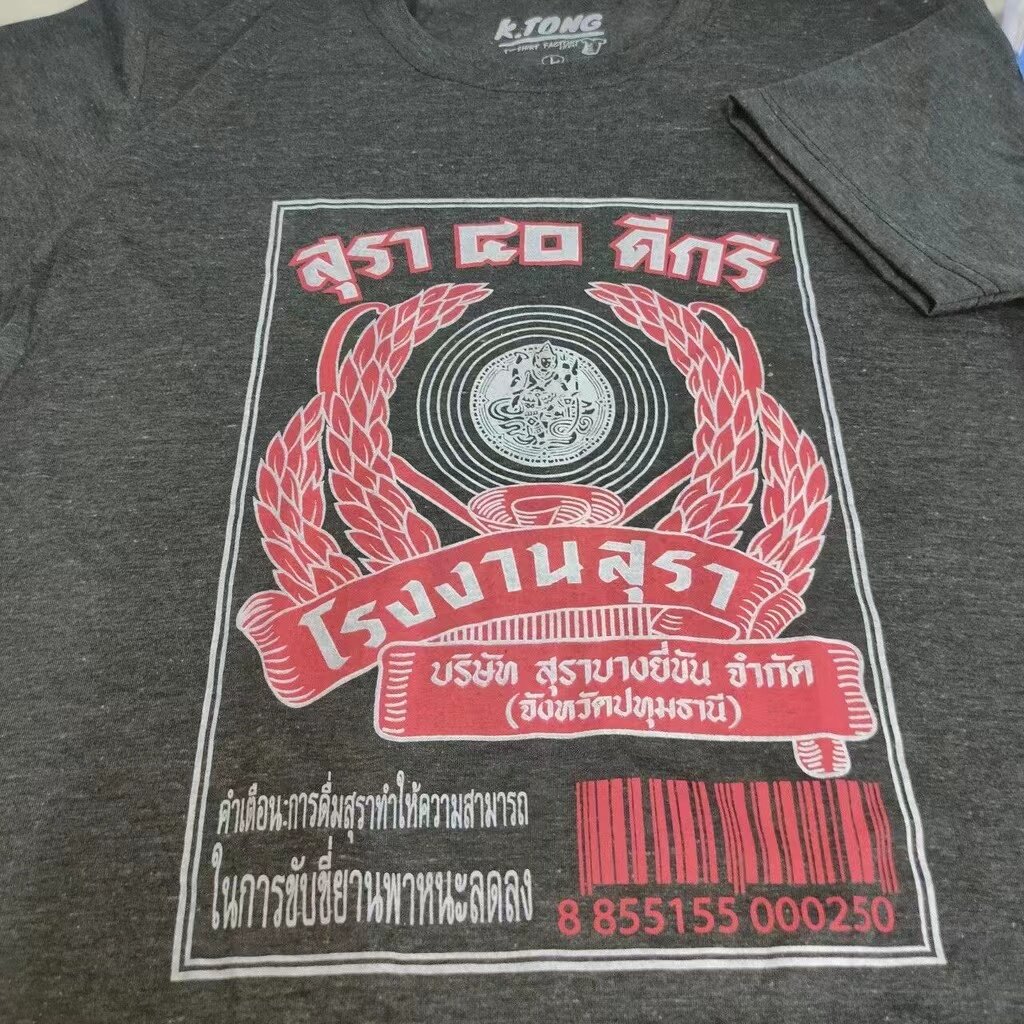 K.TONG
T-SHIRT FACTORY
L
สุรา ๔๐ ดีกรี
โรงงานสุรา
บริษัท สุราบางยี่ขัน จำกัด
(จังหวัดปทุมธานี)
คำเตือน:การดื่มสุราทำให้ความสามารถ
ในการขับขี่ยานพาหนะลดลง
8 855155 000250